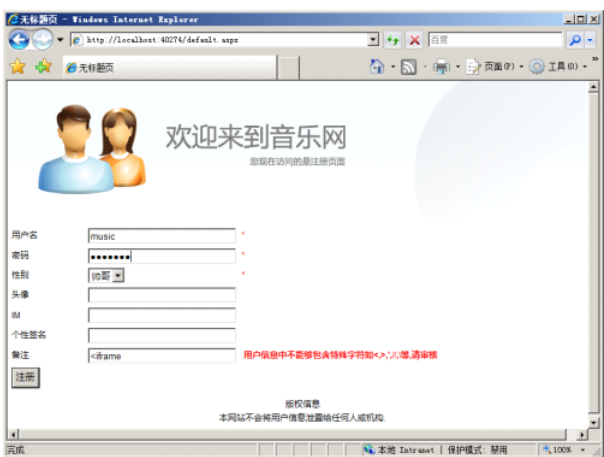 无标题页 - Windows Internet Explorer
http://localhost:40274/default.aspx
百度
无标题页
页面(P)
工具(O)
»
欢迎来到音乐网
您现在访问的是注册页面
用户名 music *
密码 ●●●●●●● *
性别 帅哥 *
头像
IM
个性签名
备注 <iframe 用户信息中不能够包含特殊字符如<,>,',//,\\等,请审核
注册
版权信息
本网站不会将用户信息泄露给任何人或机构.
完成 本地 Intranet | 保护模式: 禁用 100%